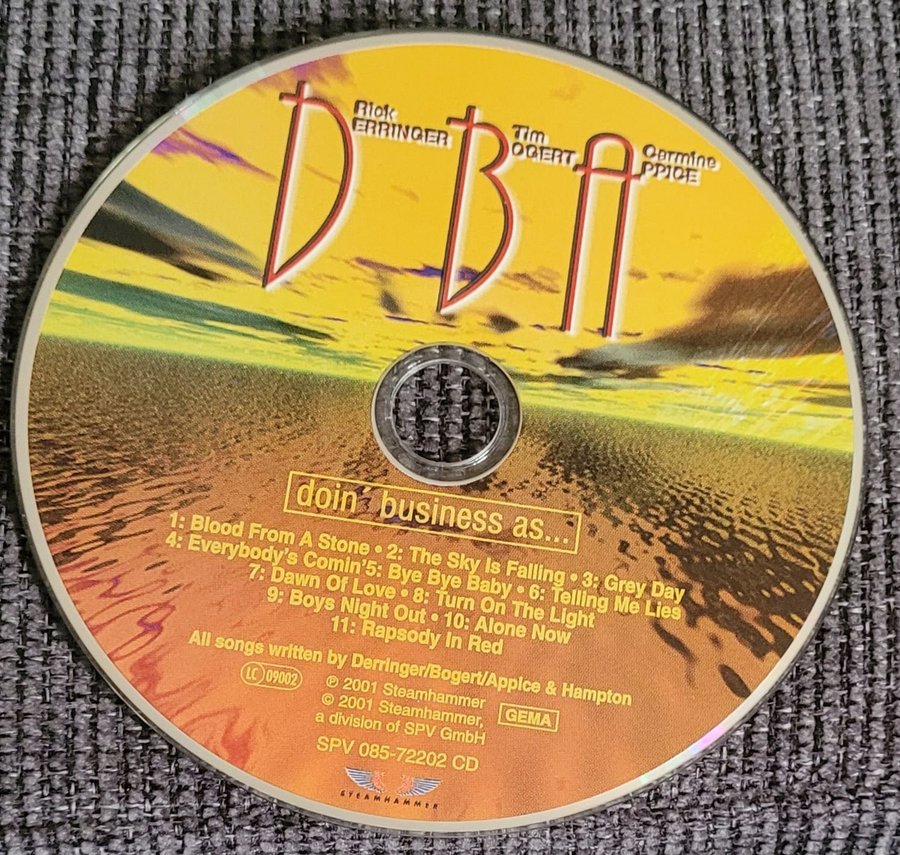 D Rick ERRINGER
B Tim OGERT
A Carmine PPICE
doin´ business as...
1: Blood From A Stone • 2: The Sky Is Falling • 3: Grey Day
4: Everybody's Comin'5: Bye Bye Baby • 6: Telling Me Lies
7: Dawn Of Love • 8: Turn On The Light
9: Boys Night Out • 10: Alone Now
11: Rapsody In Red
All songs written by Derringer/Bogert/Appice & Hampton
LC 09002
℗ 2001 Steamhammer
© 2001 Steamhammer,
a division of SPV GmbH
GEMA
SPV 085-72202 CD
STEAMHAMMER